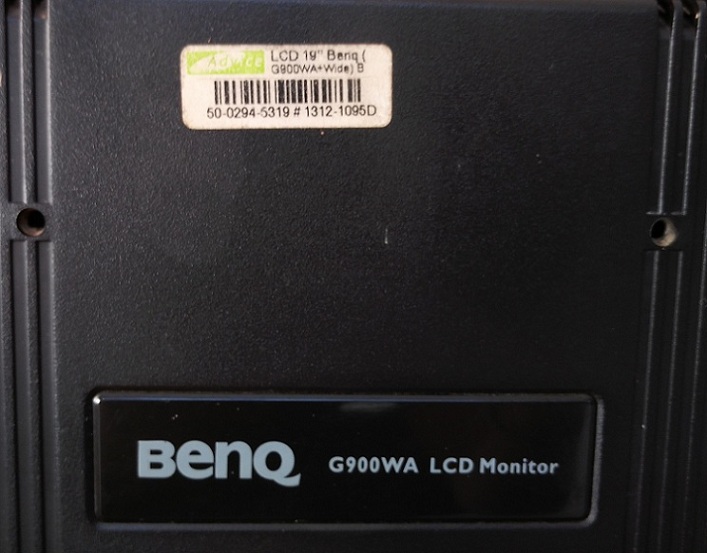 Advice
LCD 19" Benq (
G900WA+Wide) B
50-0294-5319 # 1312-1095D
BenQ
G900WA LCD Monitor